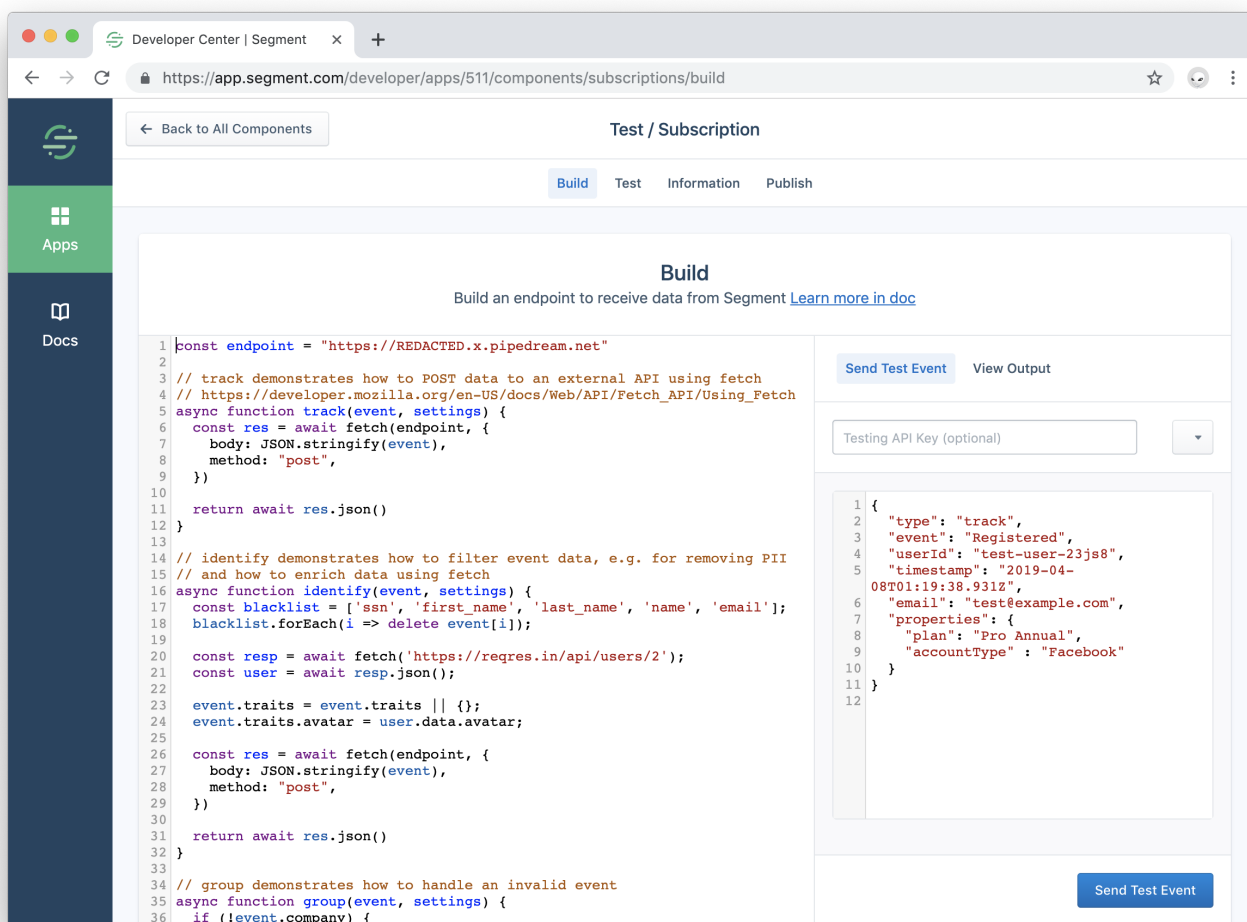 Developer Center | Segment
https://app.segment.com/developer/apps/511/components/subscriptions/build
Back to All Components
Test / Subscription
Build Test Information Publish
Apps
Docs
Build
Build an endpoint to receive data from Segment Learn more in doc
1 const endpoint = "https://REDACTED.x.pipedream.net"
2
3 // track demonstrates how to POST data to an external API using fetch
4 // https://developer.mozilla.org/en-US/docs/Web/API/Fetch_API/Using_Fetch
5 async function track(event, settings) {
6   const res = await fetch(endpoint, {
7     body: JSON.stringify(event),
8     method: "post",
9   })
10
11   return await res.json()
12 }
13
14 // identify demonstrates how to filter event data, e.g. for removing PII
15 // and how to enrich data using fetch
16 async function identify(event, settings) {
17   const blacklist = ['ssn', 'first_name', 'last_name', 'name', 'email'];
18   blacklist.forEach(i => delete event[i]);
19
20   const resp = await fetch('https://reqres.in/api/users/2');
21   const user = await resp.json();
22
23   event.traits = event.traits || {};
24   event.traits.avatar = user.data.avatar;
25
26   const res = await fetch(endpoint, {
27     body: JSON.stringify(event),
28     method: "post",
29   })
30
31   return await res.json()
32 }
33
34 // group demonstrates how to handle an invalid event
35 async function group(event, settings) {
36   if (!event.company) {
Send Test Event View Output
Testing API Key (optional)
1 {
2   "type": "track",
3   "event": "Registered",
4   "userId": "test-user-23js8",
5   "timestamp": "2019-04-
08T01:19:38.931Z",
6   "email": "test@example.com",
7   "properties": {
8     "plan": "Pro Annual",
9     "accountType" : "Facebook"
10   }
11 }
12
Send Test Event